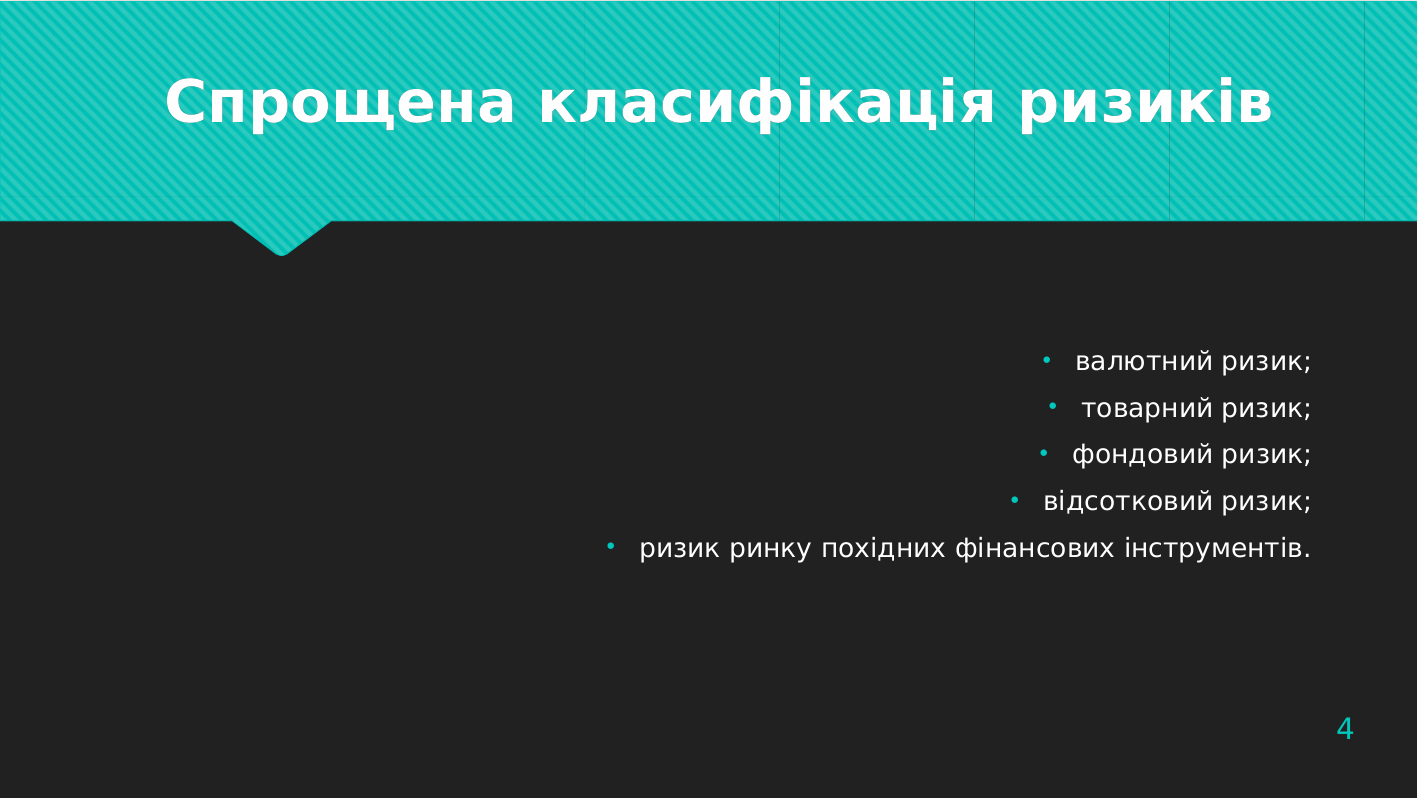 Спрощена класифікація ризиків
• валютний ризик;
• товарний ризик;
• фондовий ризик;
• відсотковий ризик;
• ризик ринку похідних фінансових інструментів.
4